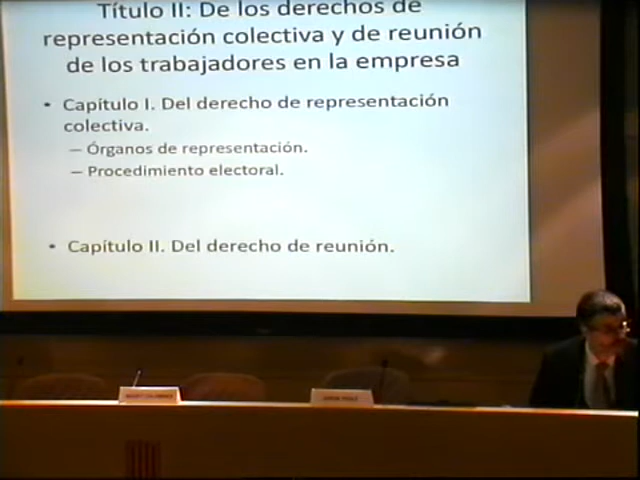 Título II: De los derechos de
representación colectiva y de reunión
de los trabajadores en la empresa
• Capítulo I. Del derecho de representación
colectiva.
– Órganos de representación.
– Procedimiento electoral.
• Capítulo II. Del derecho de reunión.